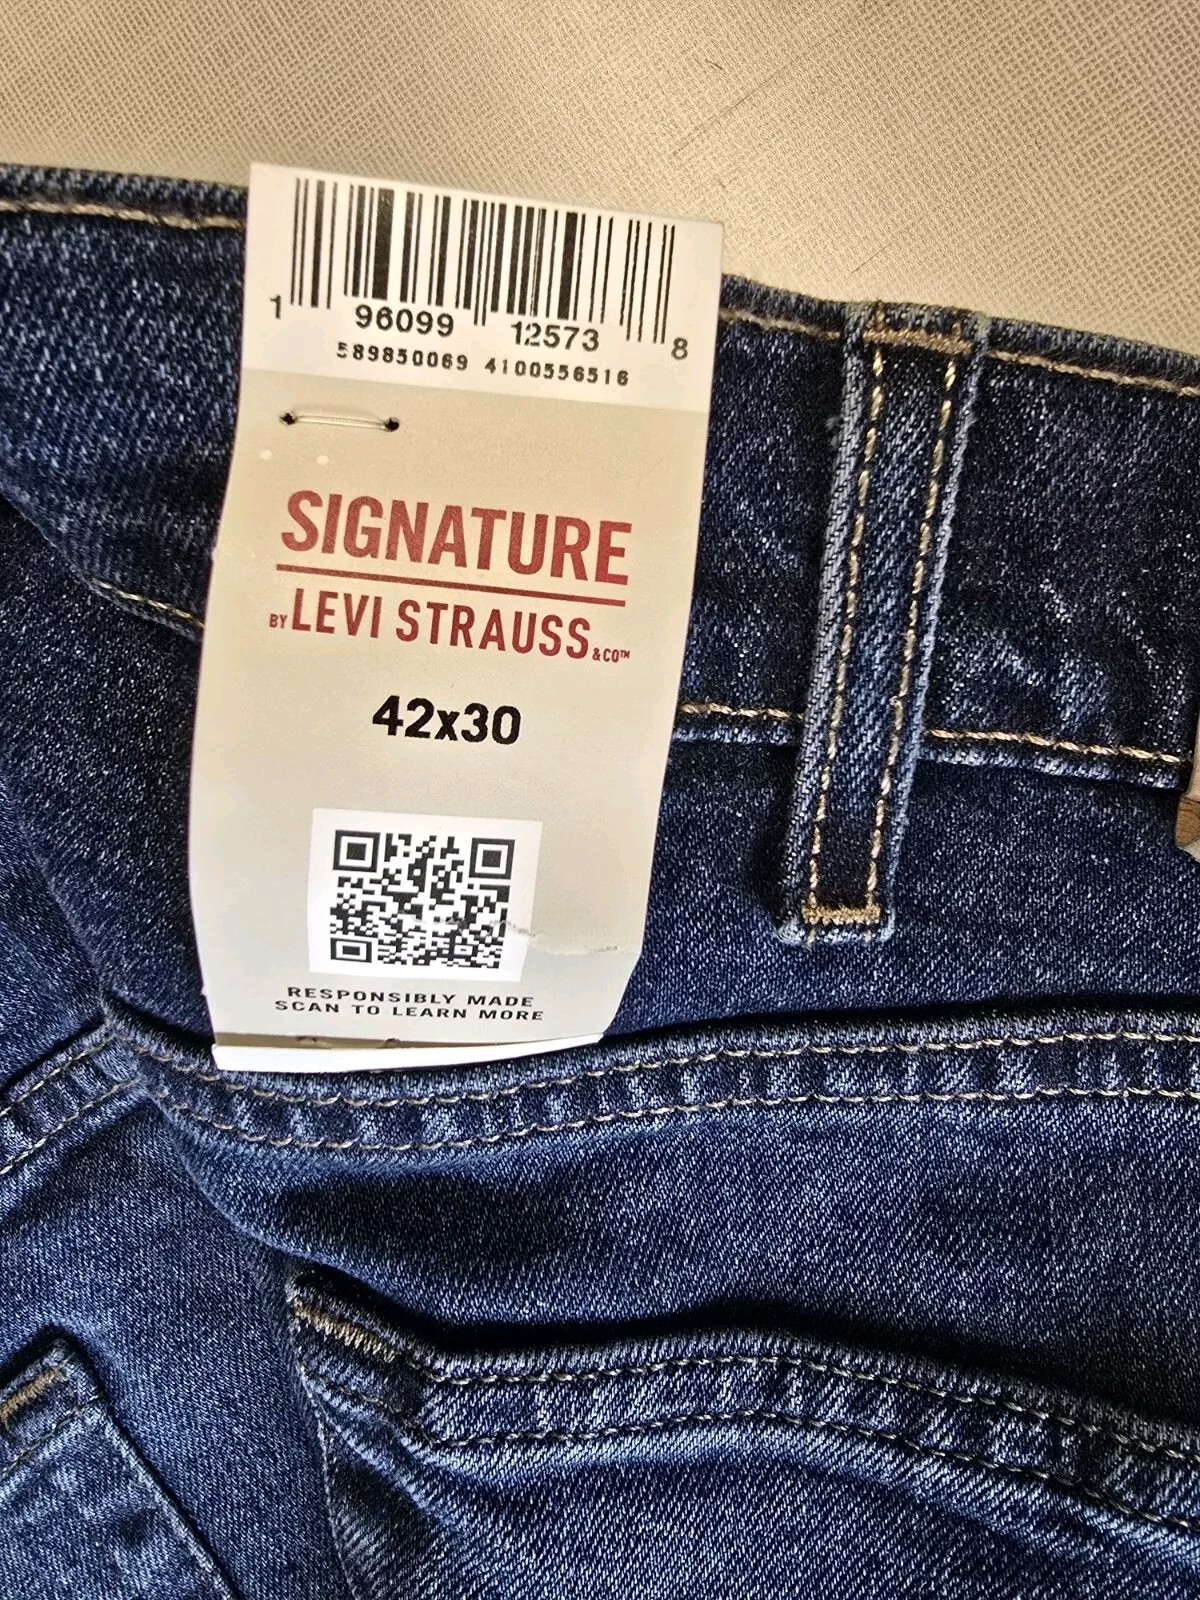 1 96099 12573 8
589850069 4100556516
SIGNATURE
BY LEVI STRAUSS & CO™
42x30
RESPONSIBLY MADE
SCAN TO LEARN MORE